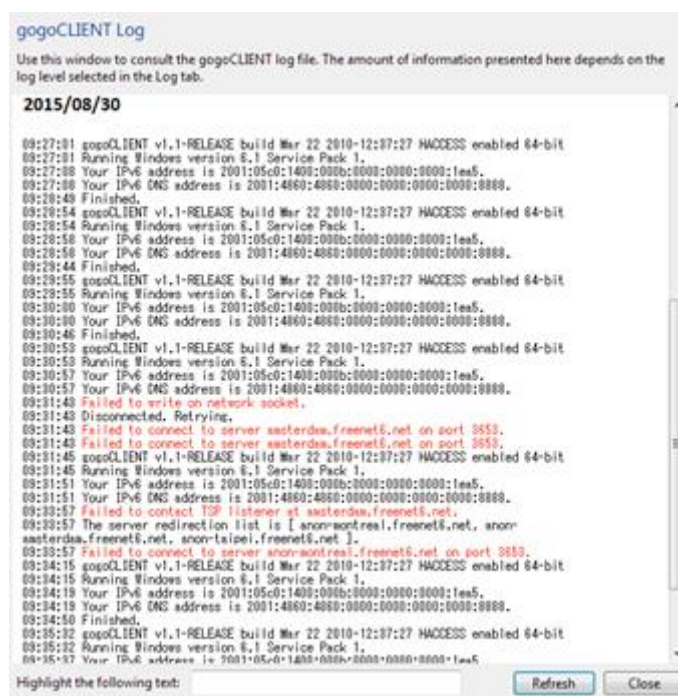 gogoCLIENT Log
Use this window to consult the gogoCLIENT log file. The amount of information presented here depends on the
log level selected in the Log tab.
2015/08/30
09:27:01 gogoCLIENT v1.1-RELEASE build Mar 22 2010-12:37:27 HACCESS enabled 64-bit
09:27:01 Running Windows version 6.1 Service Pack 1.
09:27:08 Your IPv6 address is 2001:05c0:1400:000b:0000:0000:0000:1ea5.
09:27:08 Your IPv6 DNS address is 2001:4860:4860:0000:0000:0000:0000:8888.
09:28:49 Finished.
09:28:54 gogoCLIENT v1.1-RELEASE build Mar 22 2010-12:37:27 HACCESS enabled 64-bit
09:28:54 Running Windows version 6.1 Service Pack 1.
09:28:58 Your IPv6 address is 2001:05c0:1400:000b:0000:0000:0000:1ea5.
09:28:58 Your IPv6 DNS address is 2001:4860:4860:0000:0000:0000:0000:8888.
09:29:44 Finished.
09:29:55 gogoCLIENT v1.1-RELEASE build Mar 22 2010-12:37:27 HACCESS enabled 64-bit
09:29:55 Running Windows version 6.1 Service Pack 1.
09:30:00 Your IPv6 address is 2001:05c0:1400:000b:0000:0000:0000:1ea5.
09:30:00 Your IPv6 DNS address is 2001:4860:4860:0000:0000:0000:0000:8888.
09:30:46 Finished.
09:30:53 gogoCLIENT v1.1-RELEASE build Mar 22 2010-12:37:27 HACCESS enabled 64-bit
09:30:53 Running Windows version 6.1 Service Pack 1.
09:30:57 Your IPv6 address is 2001:05c0:1400:000b:0000:0000:0000:1ea5.
09:30:57 Your IPv6 DNS address is 2001:4860:4860:0000:0000:0000:0000:8888.
09:31:43 Failed to write on network socket.
09:31:43 Disconnected. Retrying.
09:31:43 Failed to connect to server amsterdam.freenet6.net on port 3653.
09:31:43 Failed to connect to server amsterdam.freenet6.net on port 3653.
09:31:45 gogoCLIENT v1.1-RELEASE build Mar 22 2010-12:37:27 HACCESS enabled 64-bit
09:31:45 Running Windows version 6.1 Service Pack 1.
09:31:51 Your IPv6 address is 2001:05c0:1400:000b:0000:0000:0000:1ea5.
09:31:51 Your IPv6 DNS address is 2001:4860:4860:0000:0000:0000:0000:8888.
09:33:57 Failed to contact TSP listener at amsterdam.freenet6.net.
09:33:57 The server redirection list is [ anon-montreal.freenet6.net, anon-
amsterdam.freenet6.net, anon-taipei.freenet6.net ].
09:33:57 Failed to connect to server anon-montreal.freenet6.net on port 3653.
09:34:15 gogoCLIENT v1.1-RELEASE build Mar 22 2010-12:37:27 HACCESS enabled 64-bit
09:34:15 Running Windows version 6.1 Service Pack 1.
09:34:19 Your IPv6 address is 2001:05c0:1400:000b:0000:0000:0000:1ea5.
09:34:19 Your IPv6 DNS address is 2001:4860:4860:0000:0000:0000:0000:8888.
09:34:50 Finished.
09:35:32 gogoCLIENT v1.1-RELEASE build Mar 22 2010-12:37:27 HACCESS enabled 64-bit
09:35:32 Running Windows version 6.1 Service Pack 1.
09:35:37 Your IPv6 address is 2001:05c0:1400:000b:0000:0000:0000:1ea5
Highlight the following text:
Refresh
Close